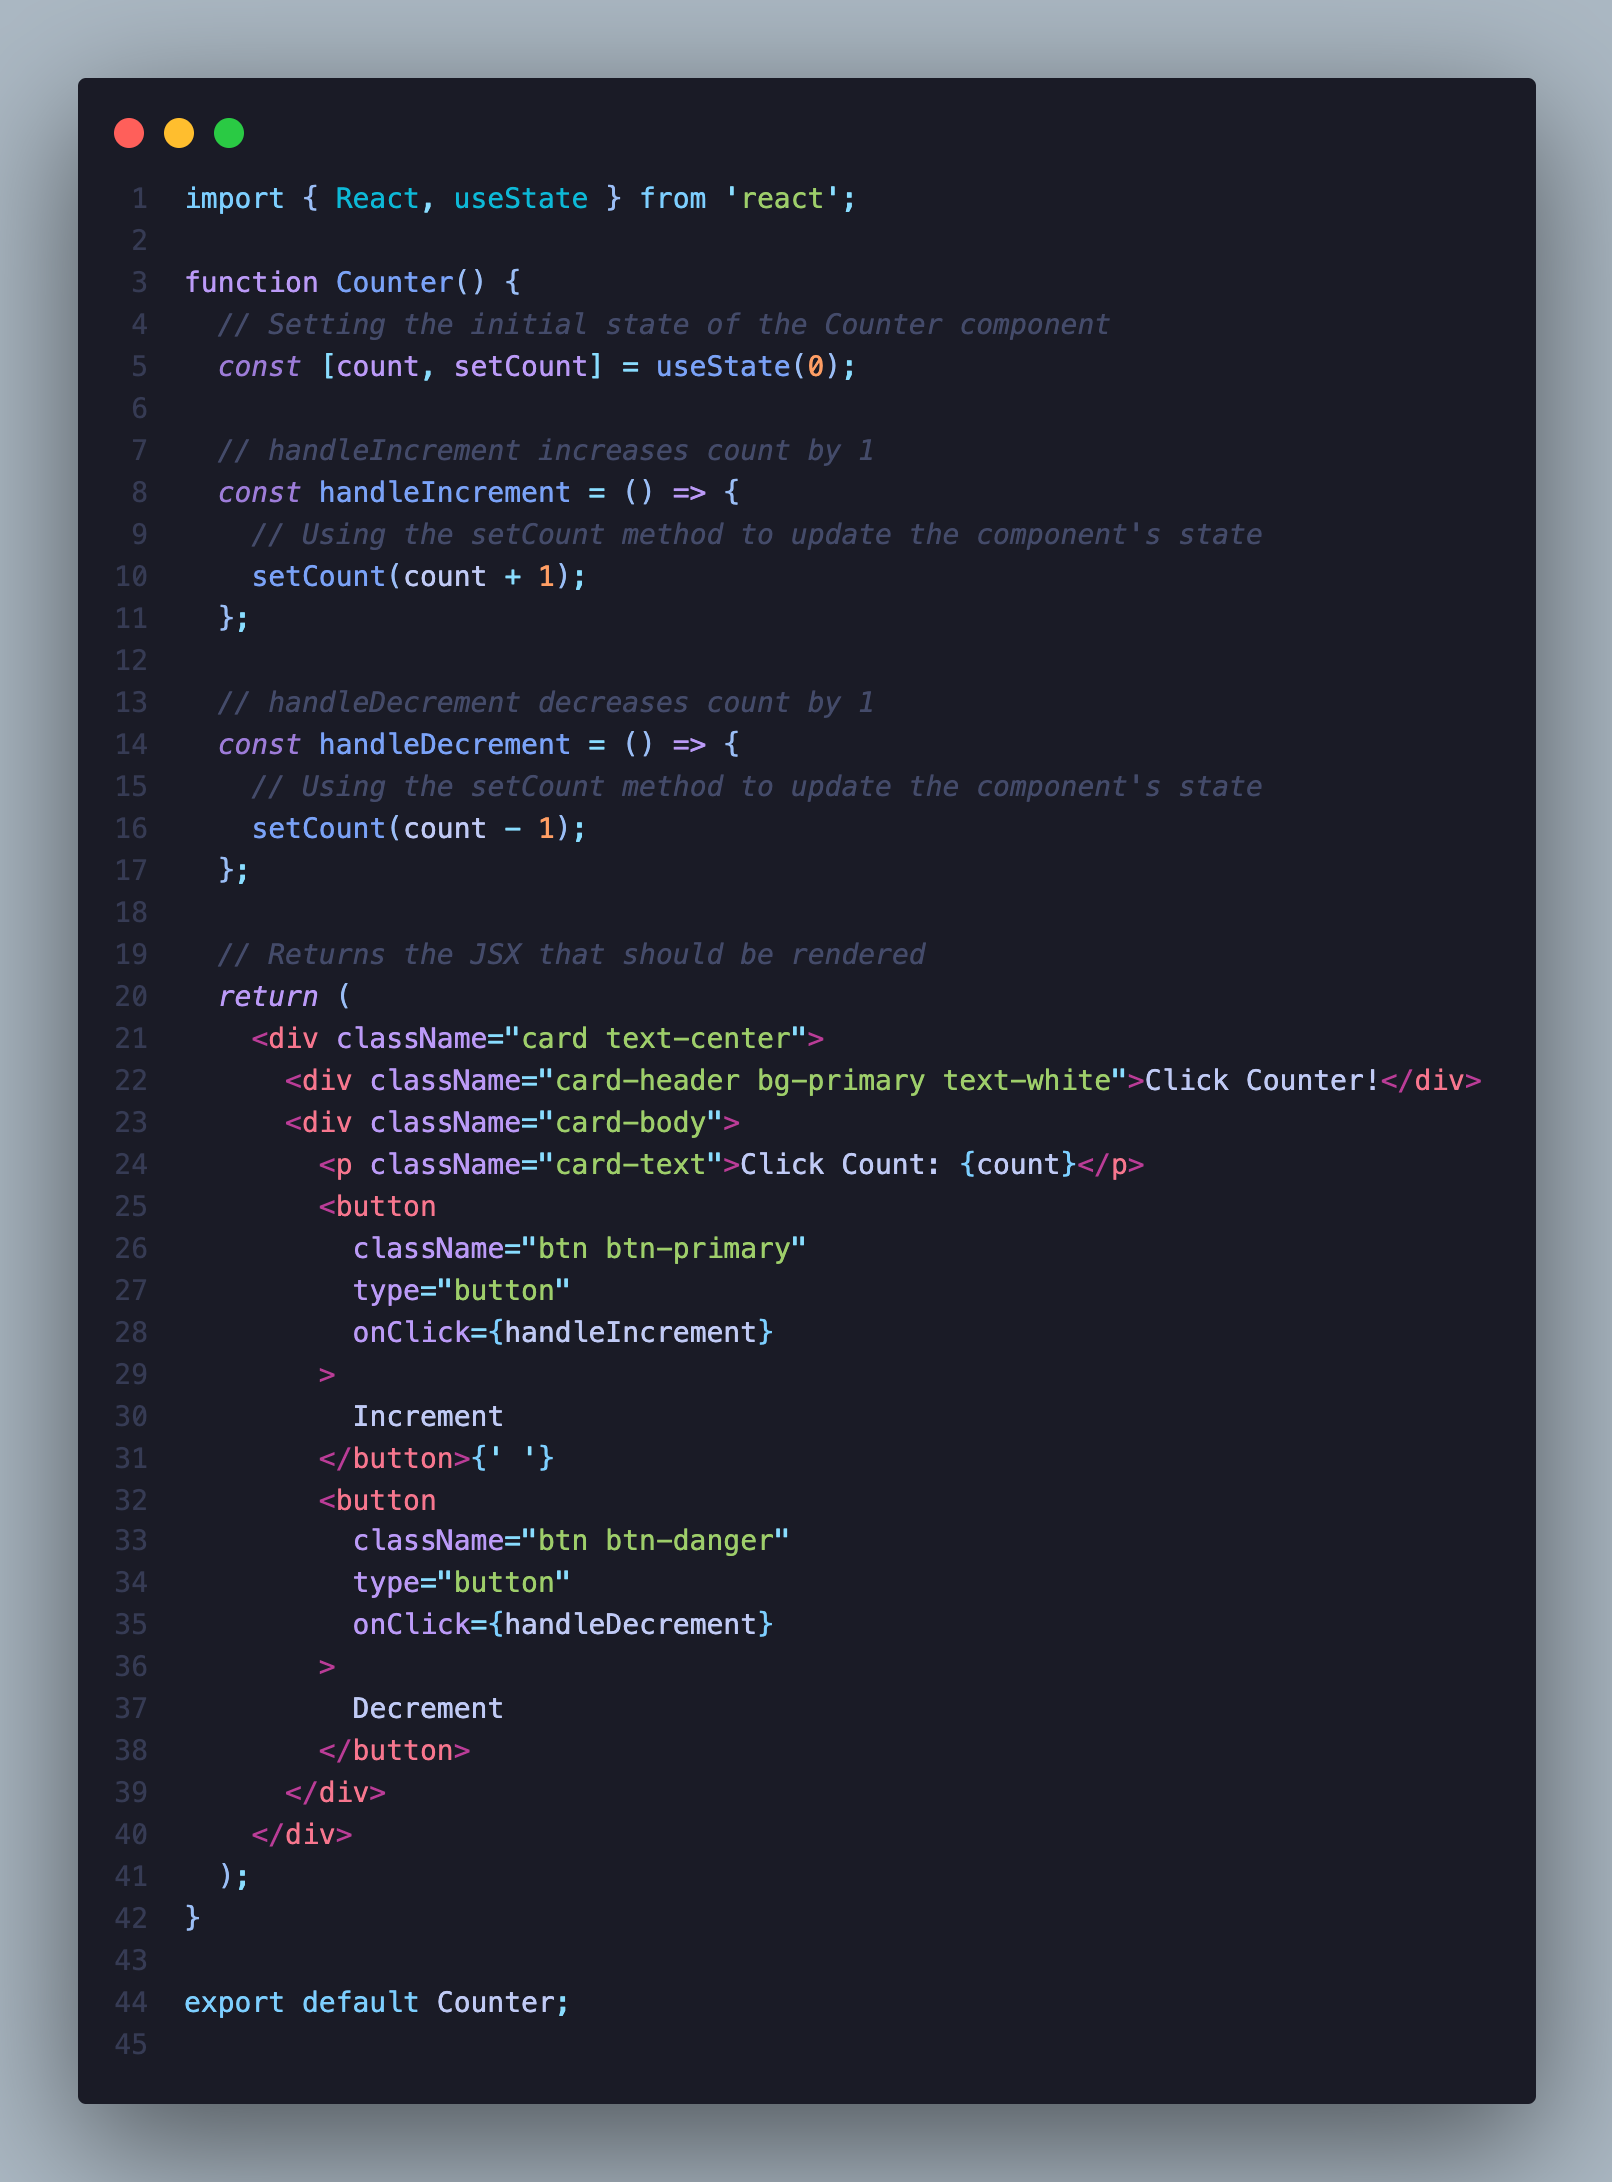 1 import { React, useState } from 'react';
2
3 function Counter() {
4   // Setting the initial state of the Counter component
5   const [count, setCount] = useState(0);
6
7   // handleIncrement increases count by 1
8   const handleIncrement = () => {
9     // Using the setCount method to update the component's state
10     setCount(count + 1);
11   };
12
13   // handleDecrement decreases count by 1
14   const handleDecrement = () => {
15     // Using the setCount method to update the component's state
16     setCount(count - 1);
17   };
18
19   // Returns the JSX that should be rendered
20   return (
21     <div className="card text-center">
22       <div className="card-header bg-primary text-white">Click Counter!</div>
23       <div className="card-body">
24         <p className="card-text">Click Count: {count}</p>
25         <button
26           className="btn btn-primary"
27           type="button"
28           onClick={handleIncrement}
29         >
30           Increment
31         </button>{' '}
32         <button
33           className="btn btn-danger"
34           type="button"
35           onClick={handleDecrement}
36         >
37           Decrement
38         </button>
39       </div>
40     </div>
41   );
42 }
43
44 export default Counter;
45